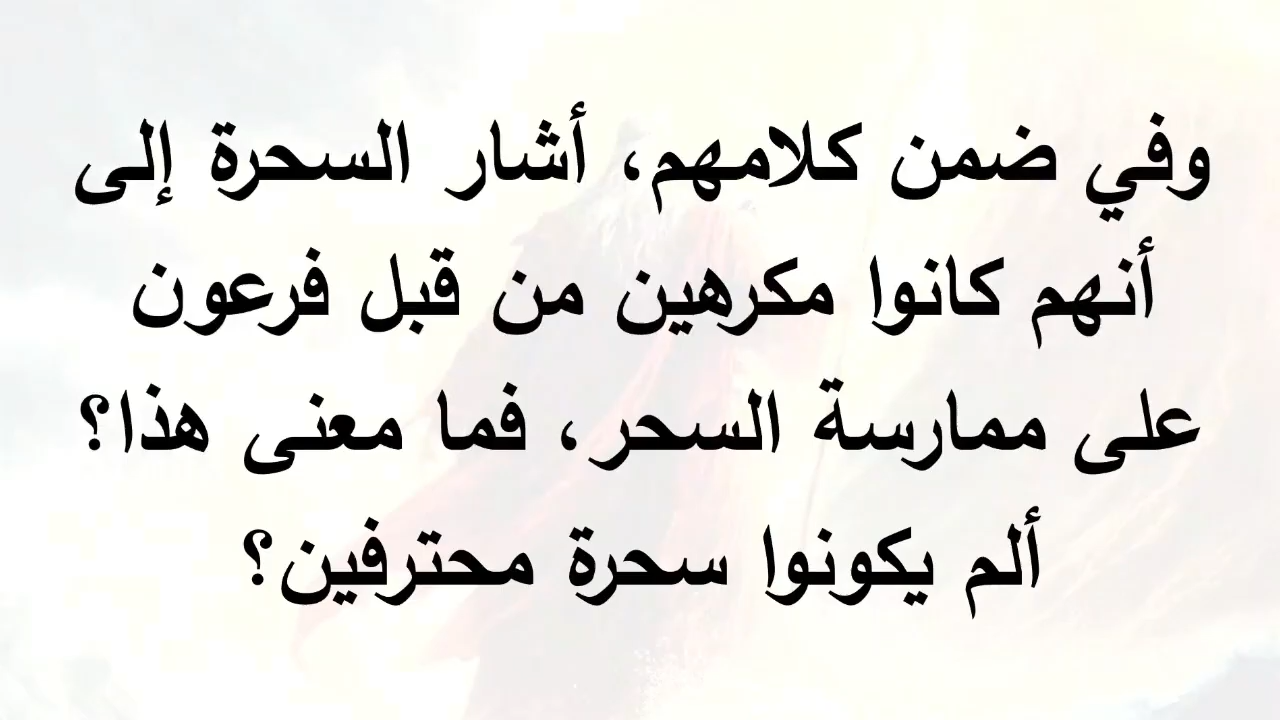 وفي ضمن كلامهم، أشار السحرة إلى
أنهم كانوا مكرهين من قبل فرعون
على ممارسة السحر، فما معنى هذا؟
ألم يكونوا سحرة محترفين؟